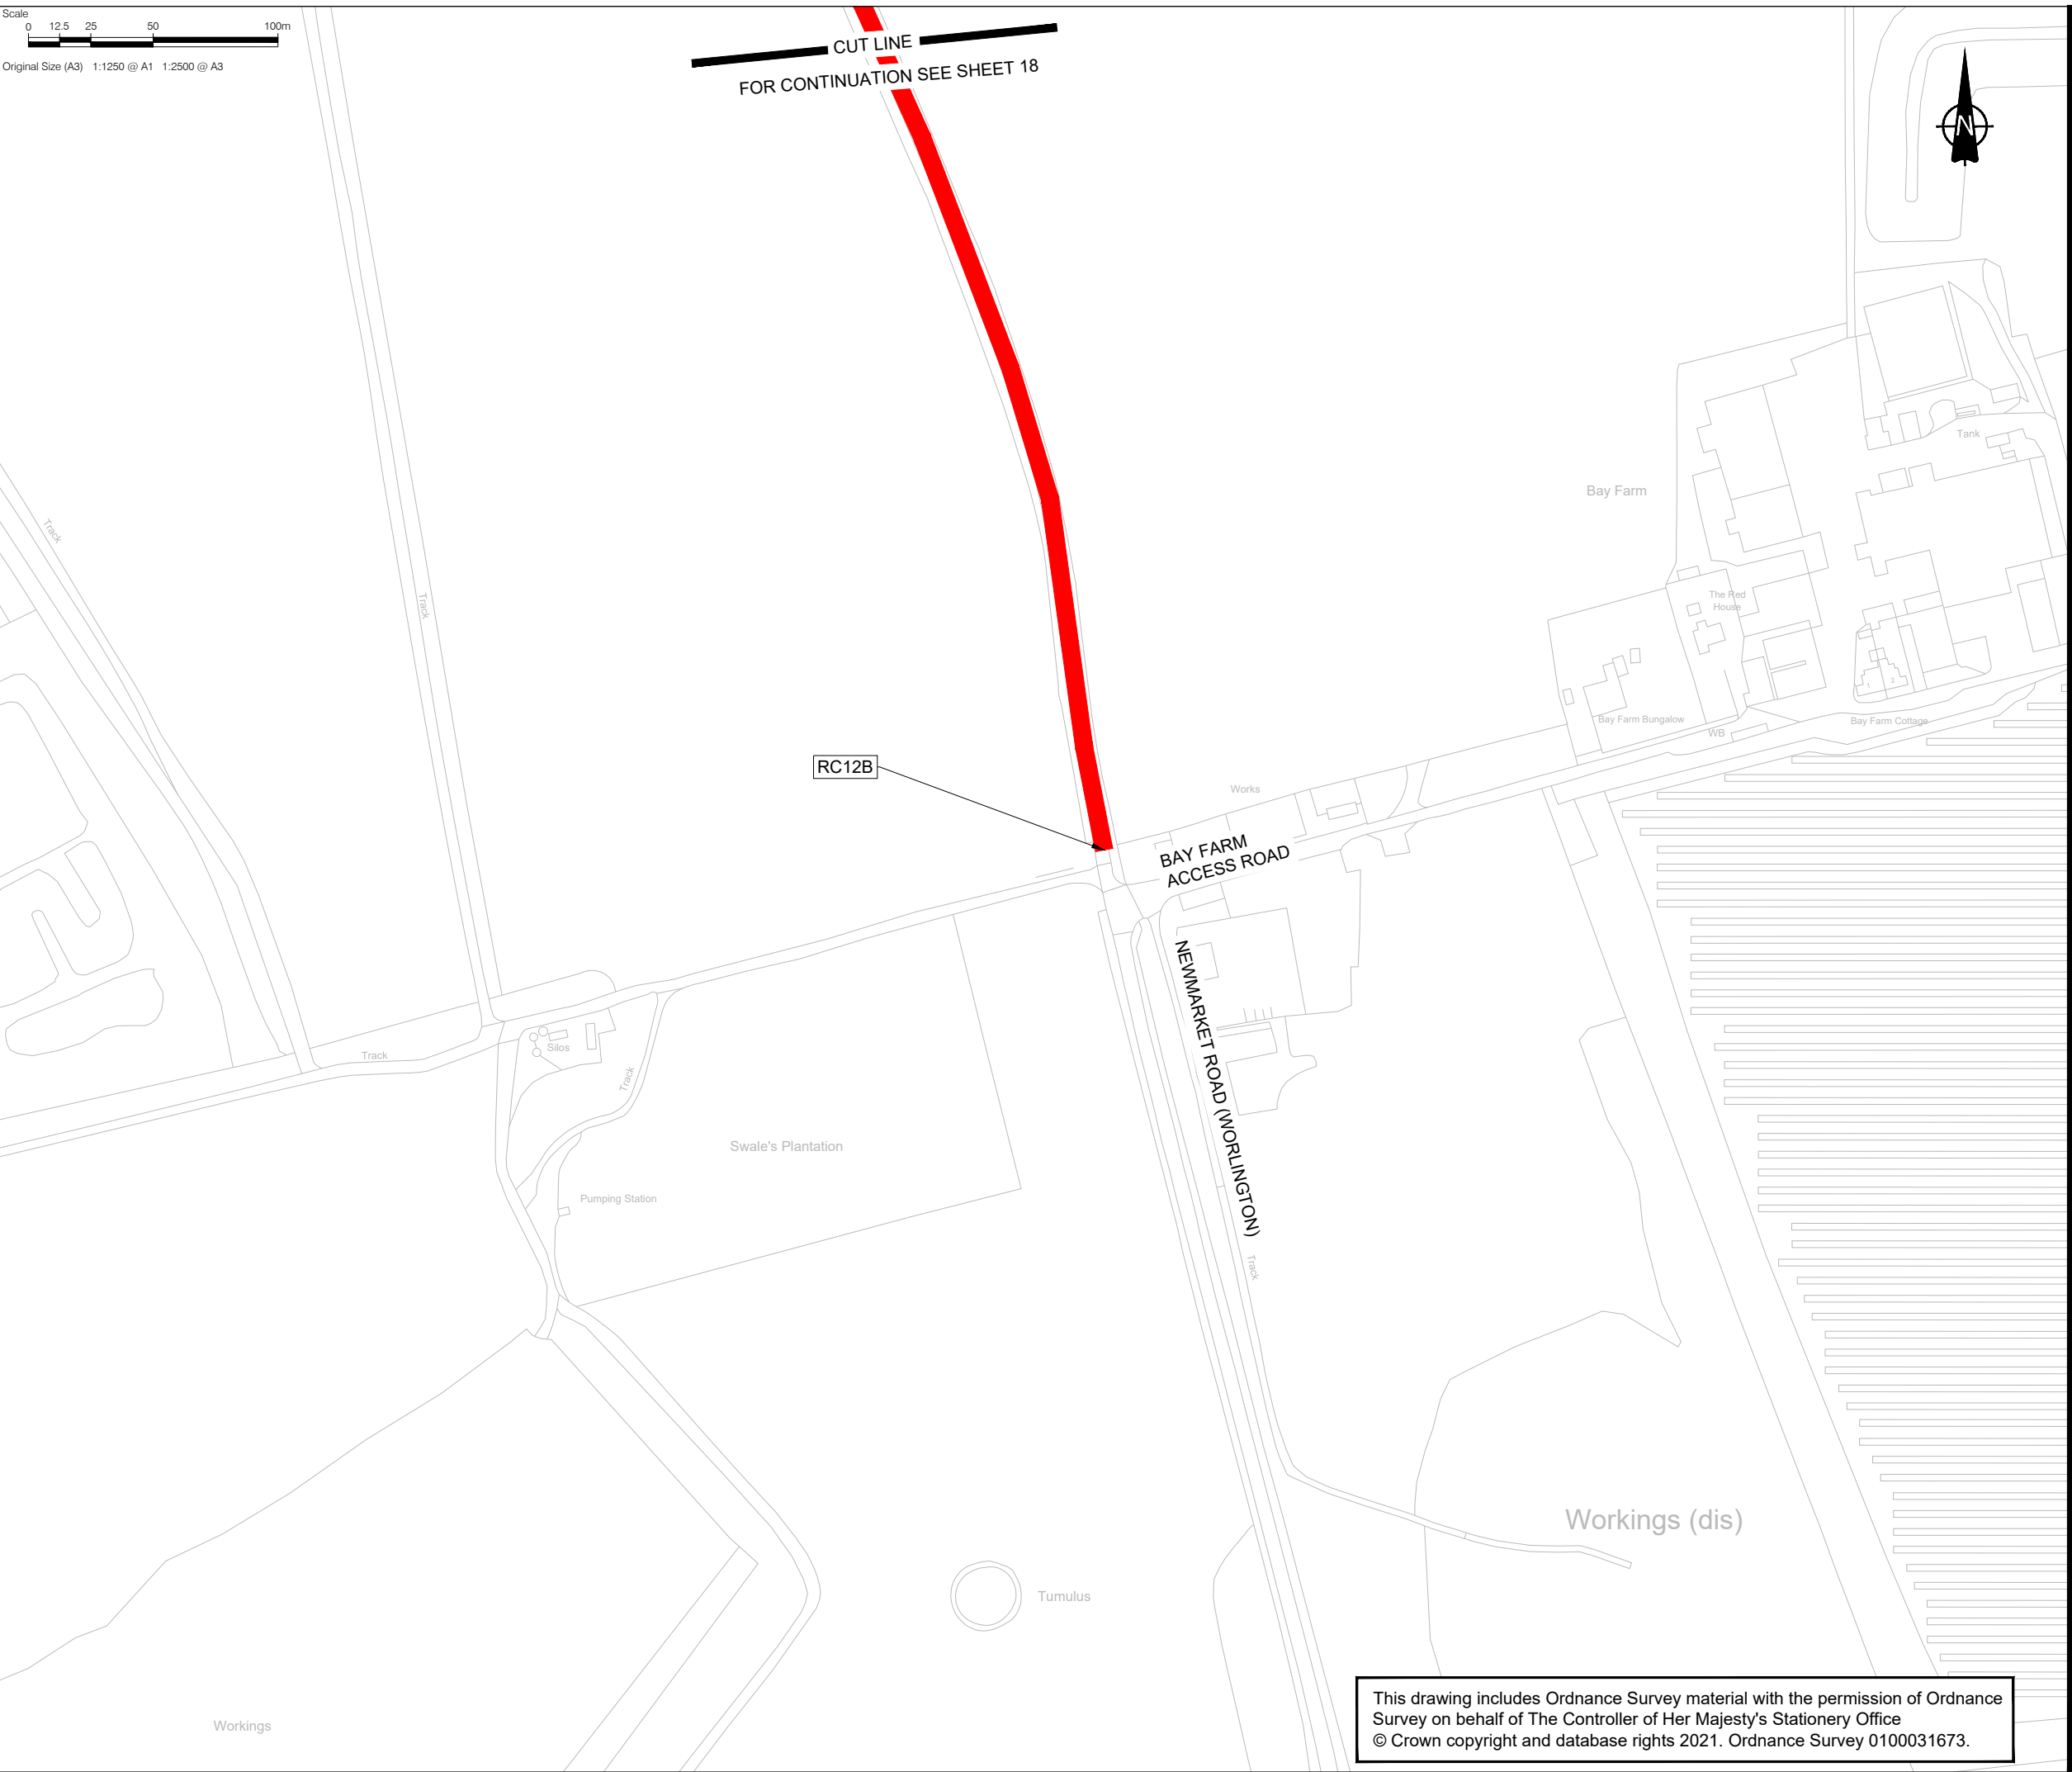 Scale
0 12.5 25 50 100m
Original Size (A3) 1:1250 @ A1 1:2500 @ A3
CUT LINE
FOR CONTINUATION SEE SHEET 18
N
Tank
Bay Farm
Track
Track
The Red
House
1
2
Bay Farm Bungalow
WB
Bay Farm Cottage
RC12B
Works
BAY FARM
ACCESS ROAD
NEWMARKET ROAD (WORLINGTON)
Silos
Track
Track
Swale's Plantation
Pumping Station
Track
Workings (dis)
Tumulus
Workings
This drawing includes Ordnance Survey material with the permission of Ordnance
Survey on behalf of The Controller of Her Majesty's Stationery Office
© Crown copyright and database rights 2021. Ordnance Survey 0100031673.